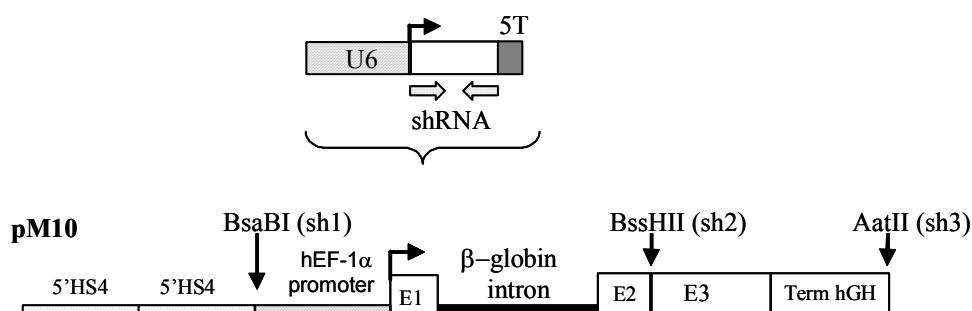 5T
U6
shRNA
pM10
BsaBI (sh1)
BssHII (sh2)
AatII (sh3)
5'HS4
5'HS4
hEF-1α
promoter
E1
β–globin
intron
E2
E3
Term hGH